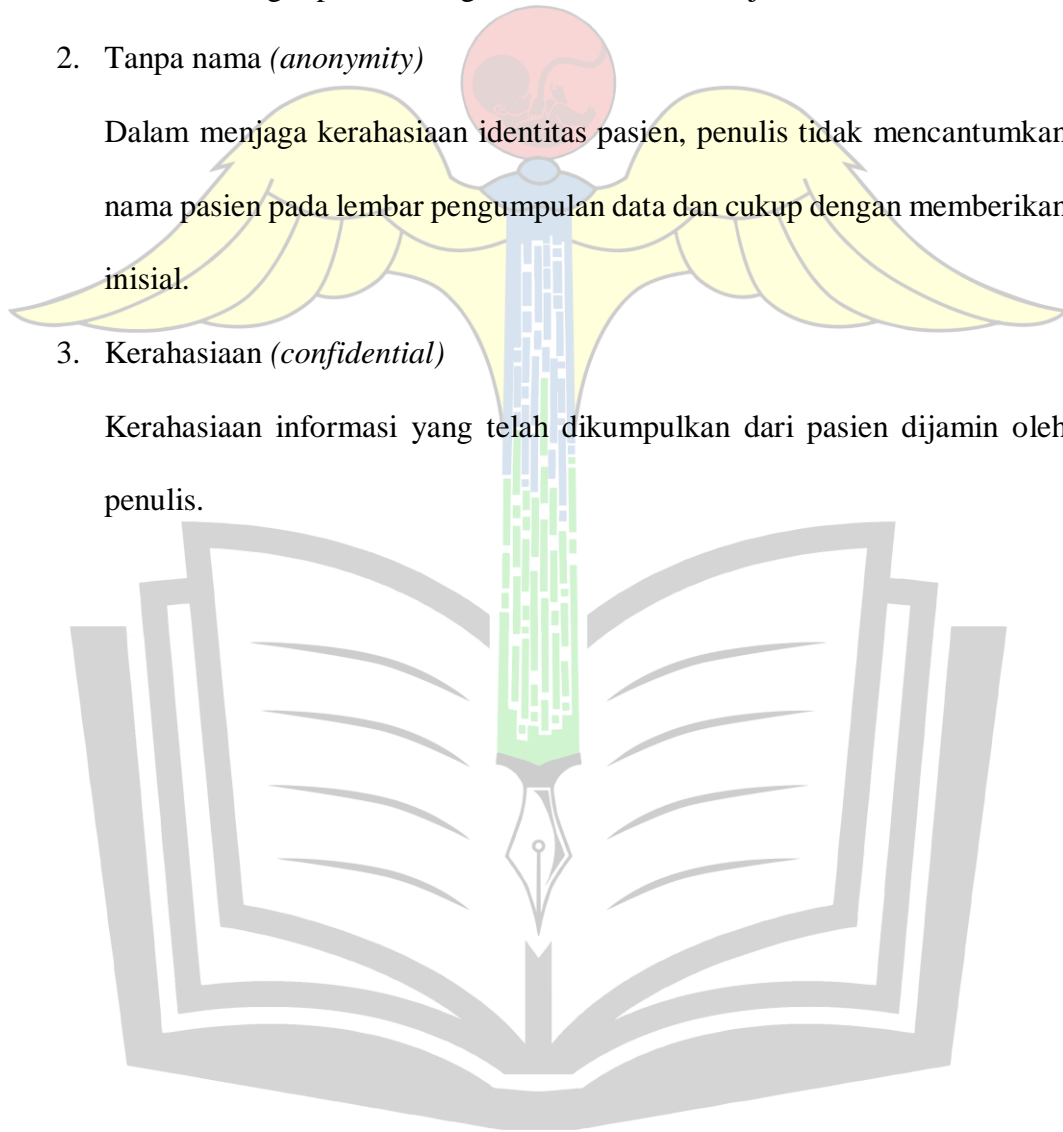 2. Tanpa nama (anonymity)
Dalam menjaga kerahasiaan identitas pasien, penulis tidak mencantumkan
nama pasien pada lembar pengumpulan data dan cukup dengan memberikan
inisial.
3. Kerahasiaan (confidential)
Kerahasiaan informasi yang telah dikumpulkan dari pasien dijamin oleh
penulis.